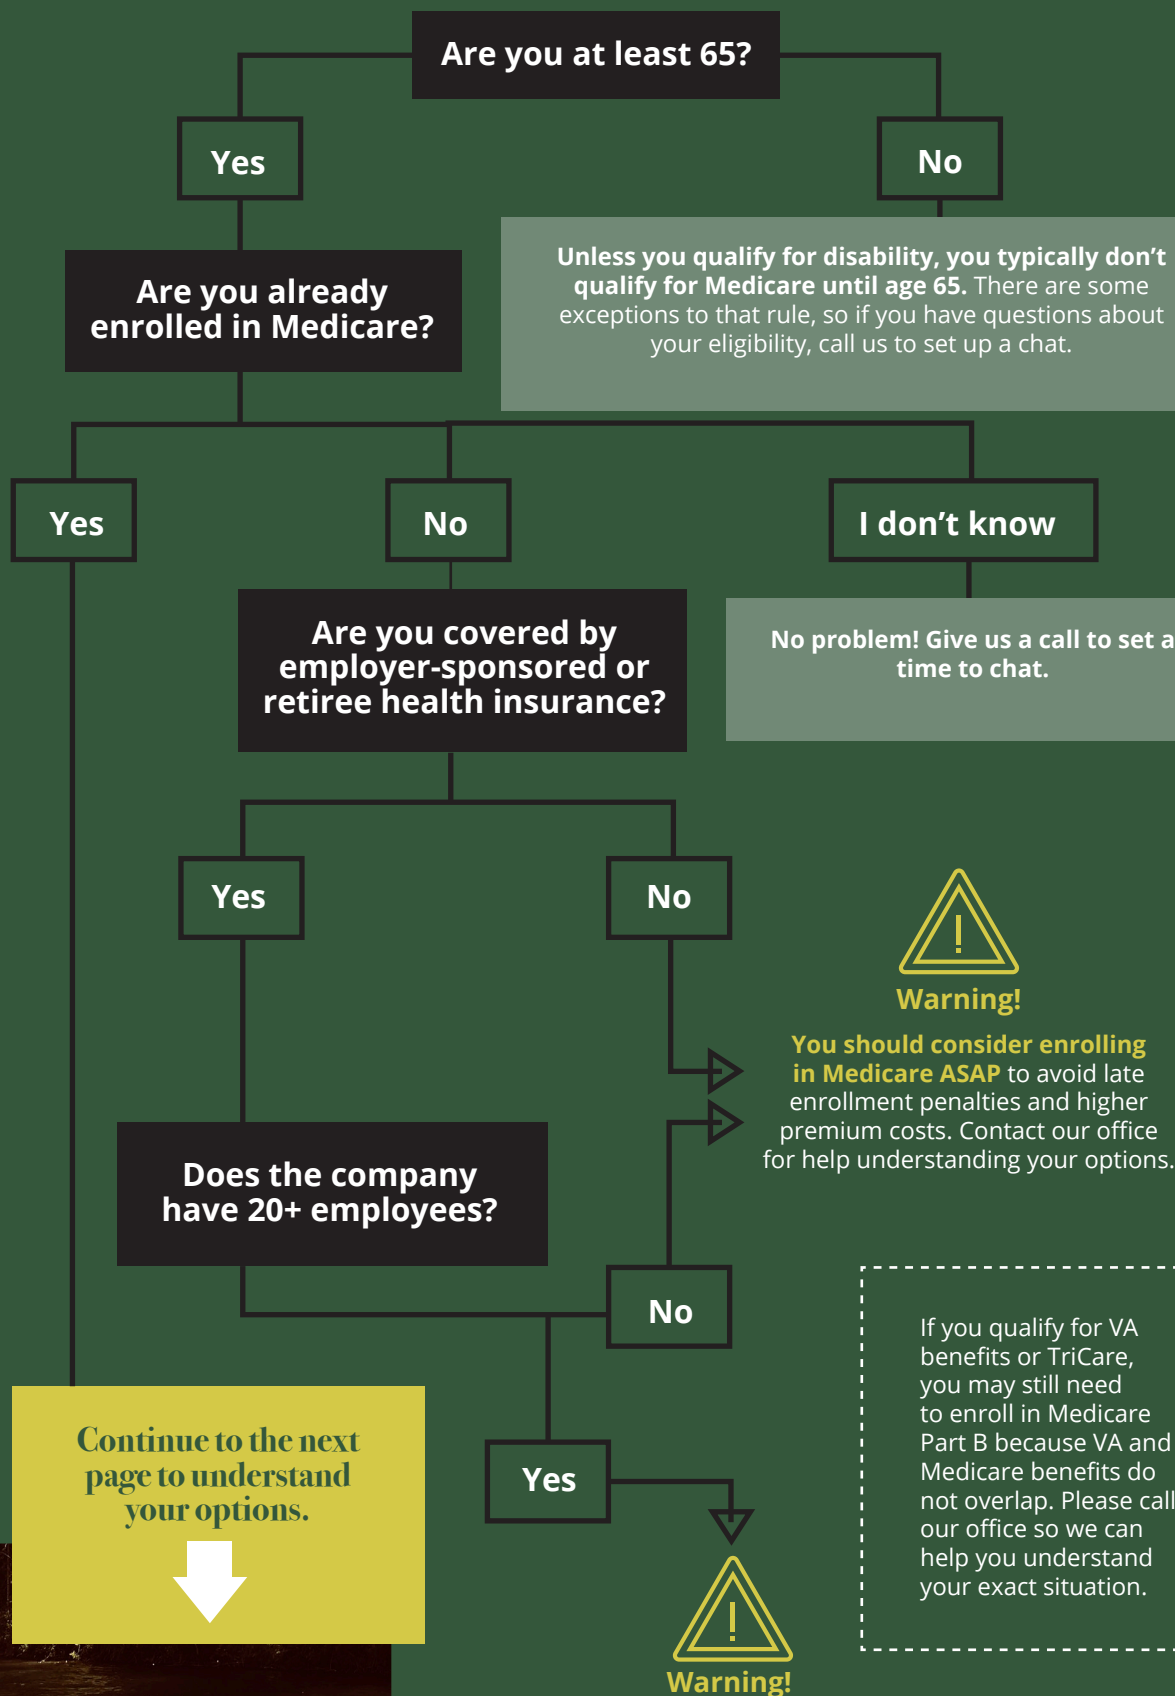 Are you at least 65?
Yes
No
Unless you qualify for disability, you typically don’t
qualify for Medicare until age 65. There are some
exceptions to that rule, so if you have questions about
your eligibility, call us to set up a chat.
Are you already
enrolled in Medicare?
Yes
No
I don’t know
Are you covered by
employer-sponsored or
retiree health insurance?
No problem! Give us a call to set a
time to chat.
Yes
No
Warning!
You should consider enrolling
in Medicare ASAP to avoid late
enrollment penalties and higher
premium costs. Contact our office
for help understanding your options.
Does the company
have 20+ employees?
No
If you qualify for VA
benefits or TriCare,
you may still need
to enroll in Medicare
Part B because VA and
Medicare benefits do
not overlap. Please call
our office so we can
help you understand
your exact situation.
Continue to the next
page to understand
your options.
Yes
Warning!